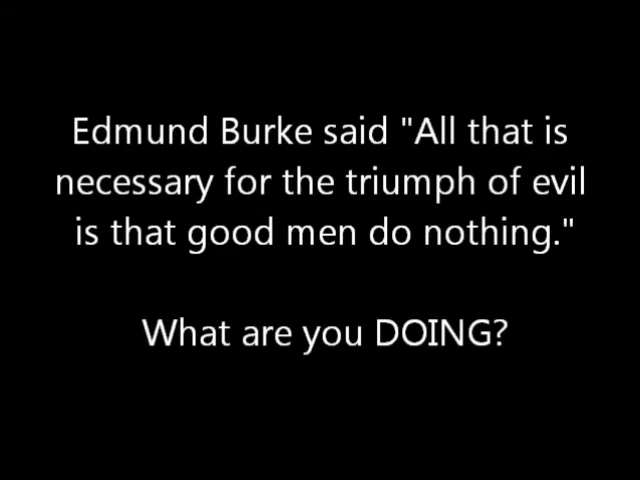 Edmund Burke said "All that is
necessary for the triumph of evil
is that good men do nothing."
What are you DOING?